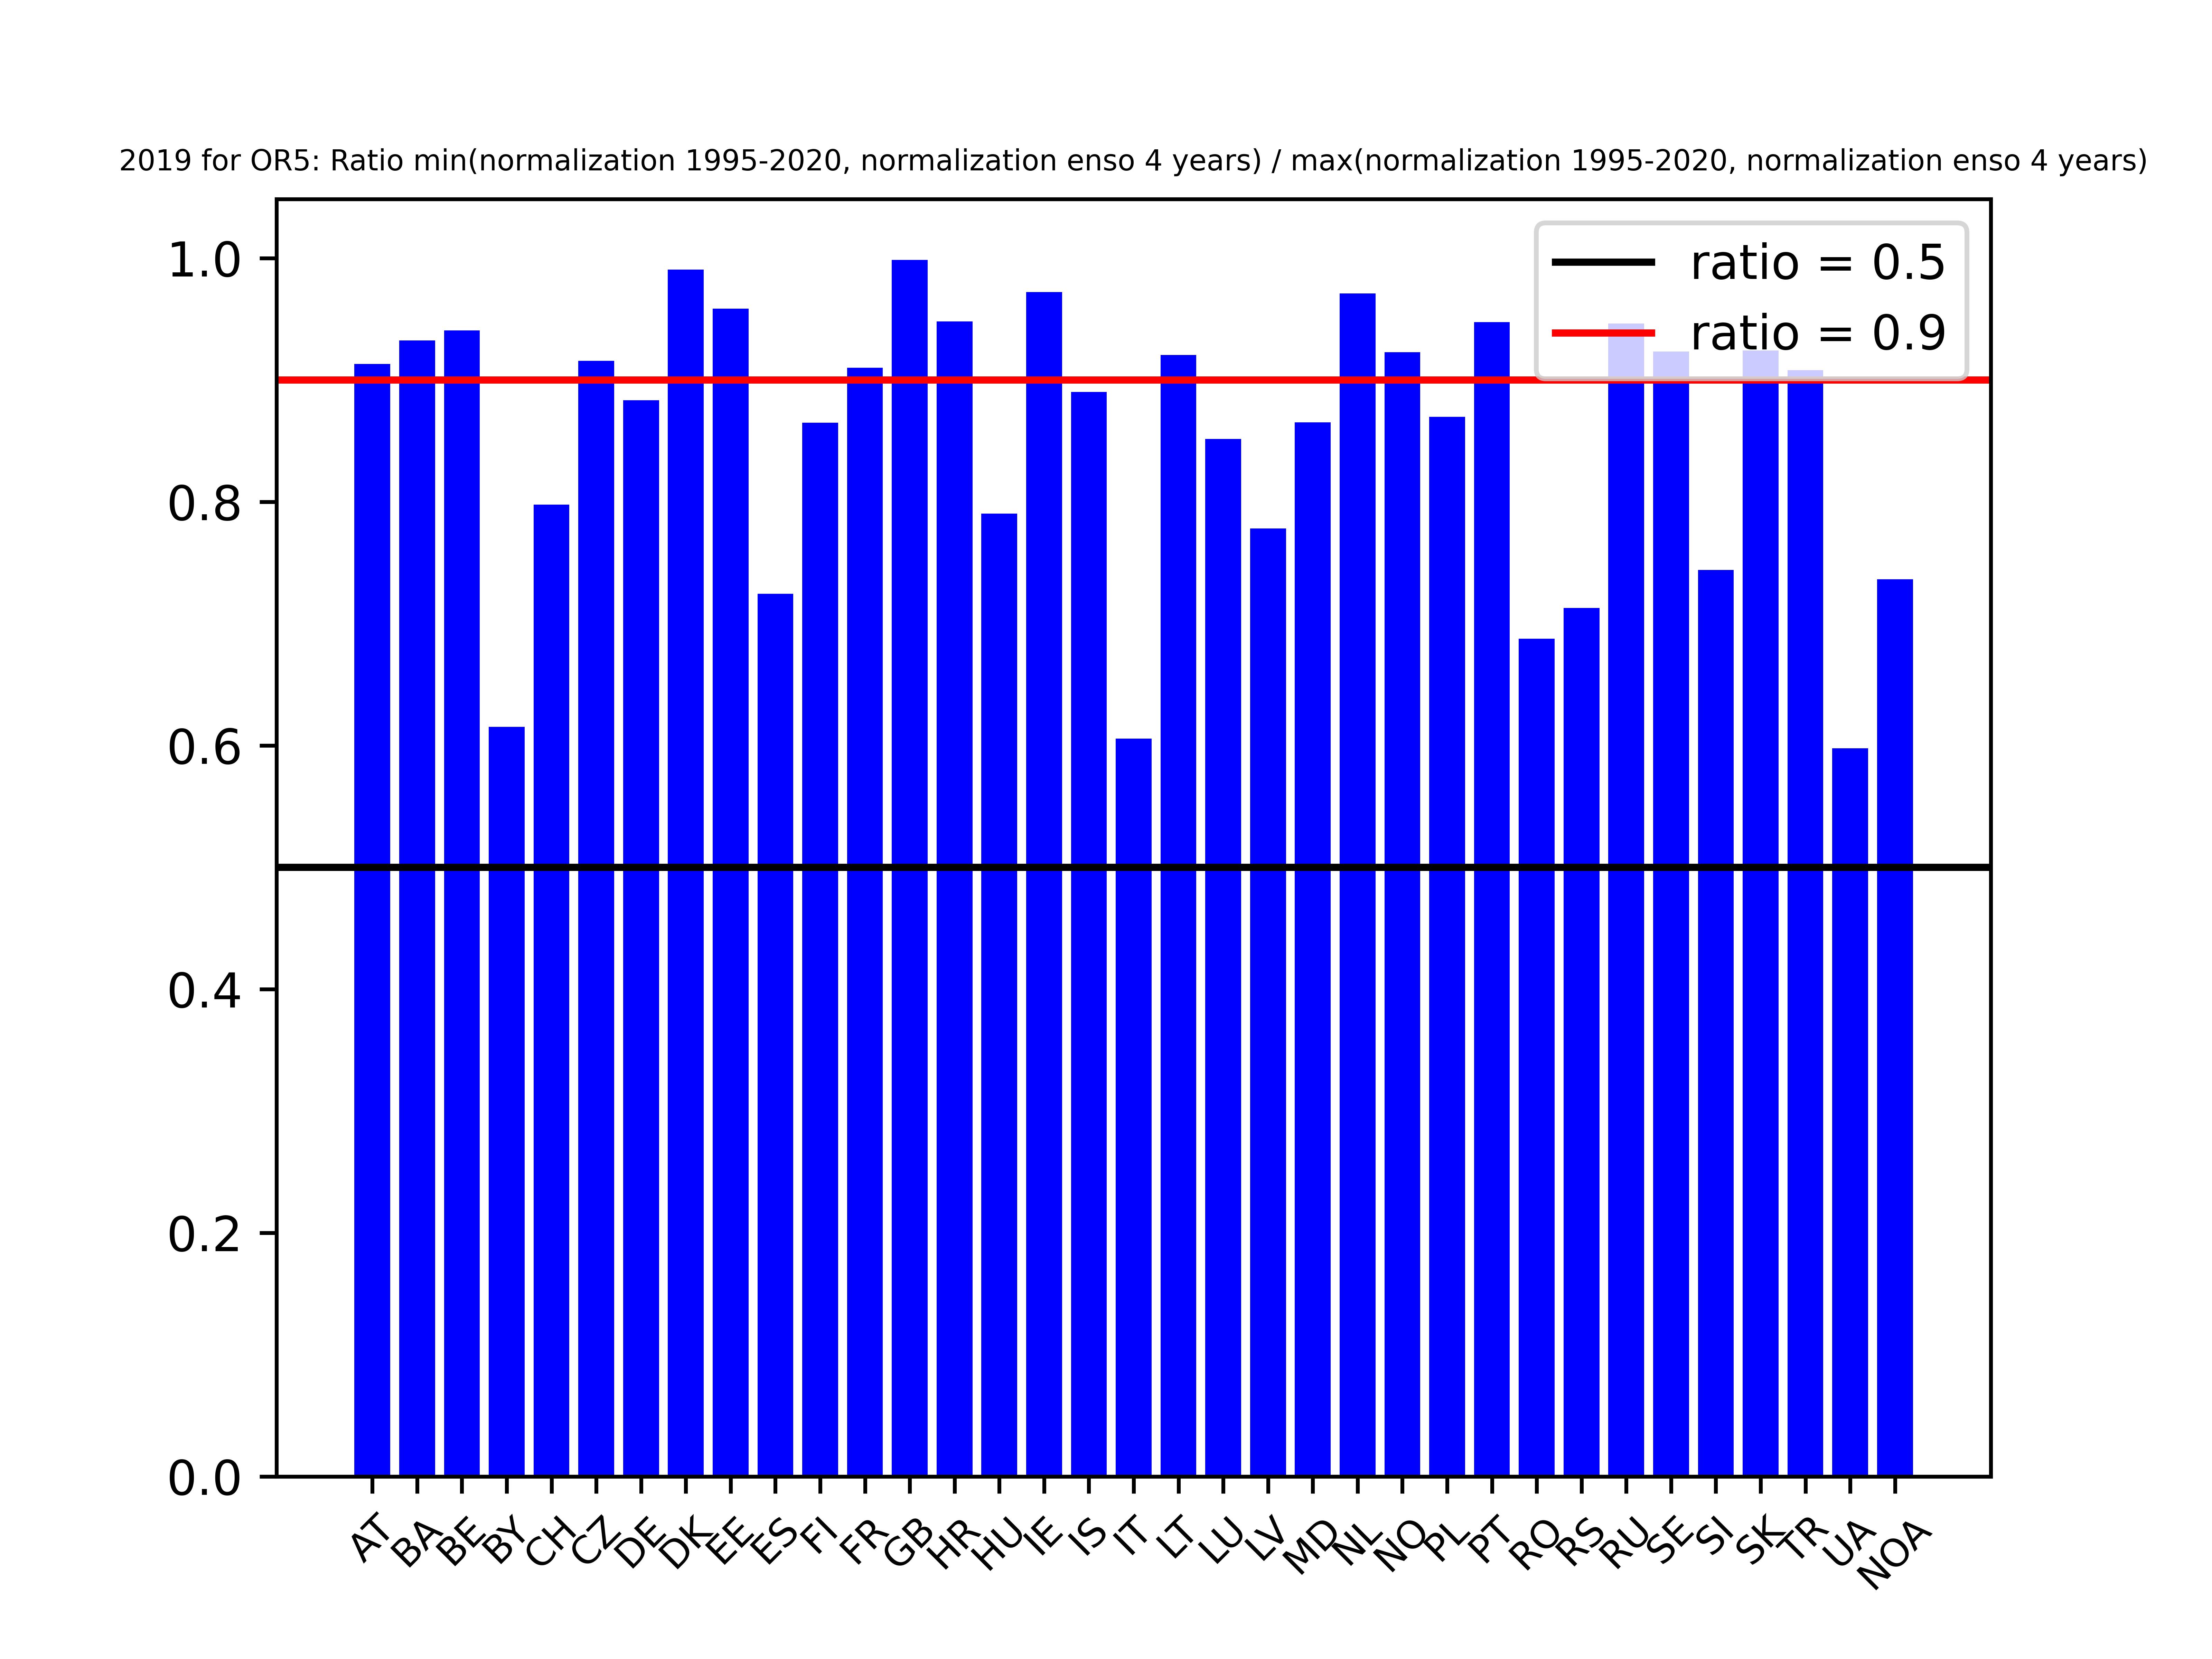 2019 for OR5: Ratio min(normalization 1995-2020, normalization enso 4 years) / max(normalization 1995-2020, normalization enso 4 years)
ratio = 0.5
ratio = 0.9
1.0
0.8
0.6
0.4
0.2
0.0
AT BA BE BY CH CZ DE DK EE ES FI FR GB HR HU IE IS IT LT LU LV MD NL NO PL PT RO RS RU SE SI SK TR UA NOA